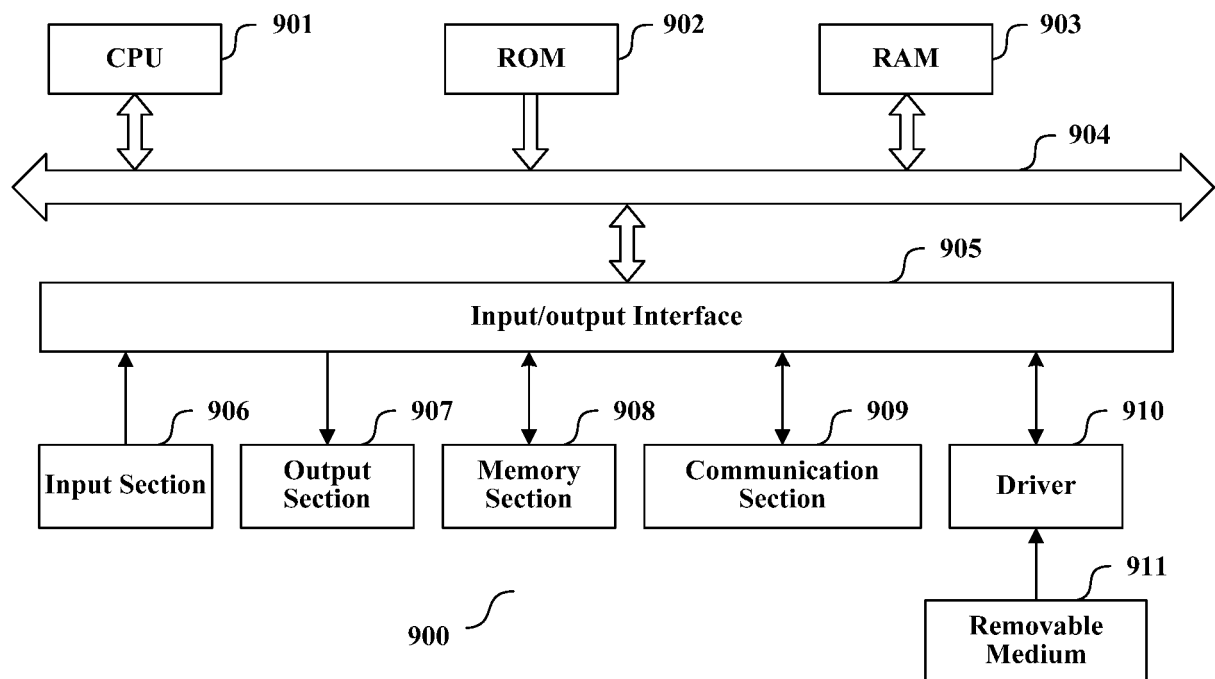 901
902
903
CPU
ROM
RAM
904
905
Input/output Interface
906
907
908
909
910
Input Section
Output
Section
Memory
Section
Communication
Section
Driver
911
900
Removable
Medium